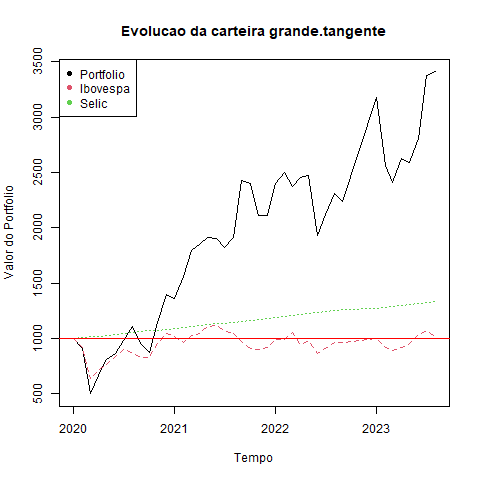 Evolucao da carteira grande.tangente
Portfolio
Ibovespa
Selic
Valor do Portfolio
3500
3000
2500
2000
1500
1000
500
2020
2021
2022
2023
Tempo